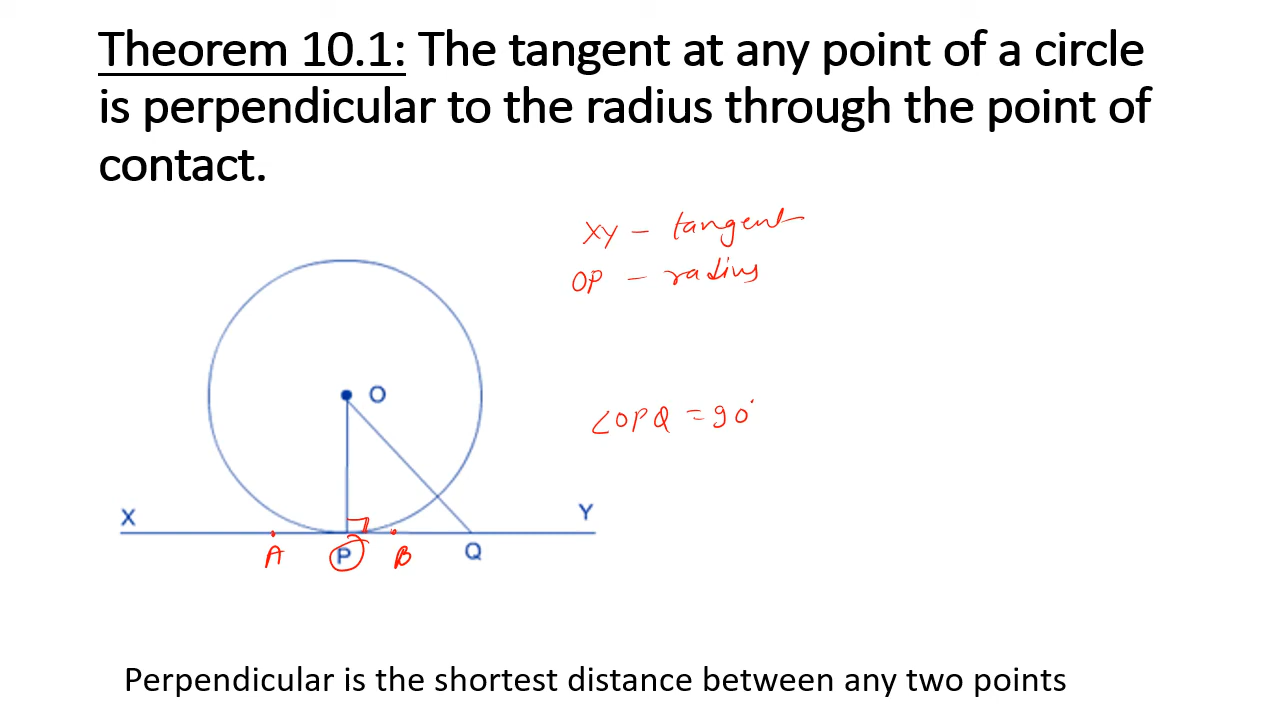 Theorem 10.1: The tangent at any point of a circle
is perpendicular to the radius through the point of
contact.
XY – tangent
OP – radius
O
∠OPQ = 90°
X
Y
A
P
B
Q
Perpendicular is the shortest distance between any two points